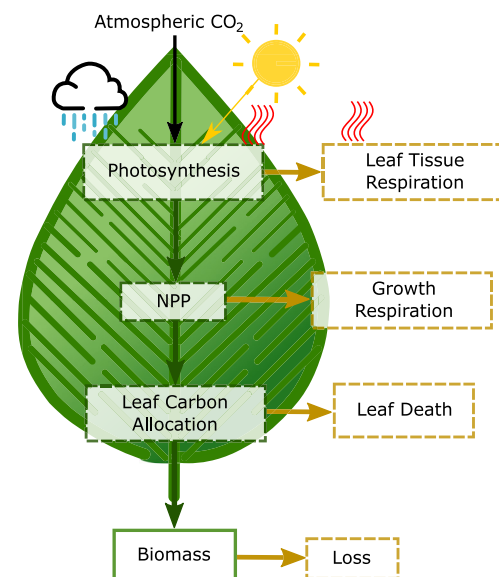 Atmospheric CO₂
Photosynthesis
Leaf Tissue
Respiration
NPP
Growth
Respiration
Leaf Carbon
Allocation
Leaf Death
Biomass
Loss